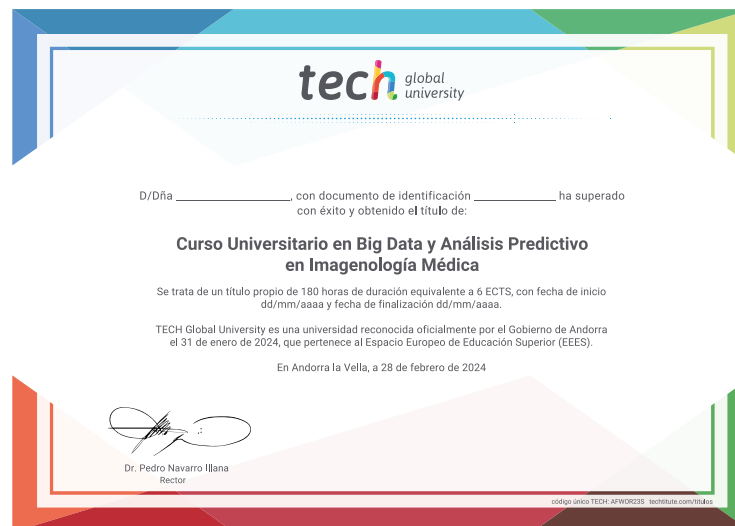 tech global university
D/Dña ____________________, con documento de identificación ______________ ha superado
con éxito y obtenido el título de:
Curso Universitario en Big Data y Análisis Predictivo
en Imagenología Médica
Se trata de un título propio de 180 horas de duración equivalente a 6 ECTS, con fecha de inicio
dd/mm/aaaa y fecha de finalización dd/mm/aaaa.
TECH Global University es una universidad reconocida oficialmente por el Gobierno de Andorra
el 31 de enero de 2024, que pertenece al Espacio Europeo de Educación Superior (EEES).
En Andorra la Vella, a 28 de febrero de 2024
Dr. Pedro Navarro Illana
Rector
código único TECH: AFWOR23S techtitute.com/titulos